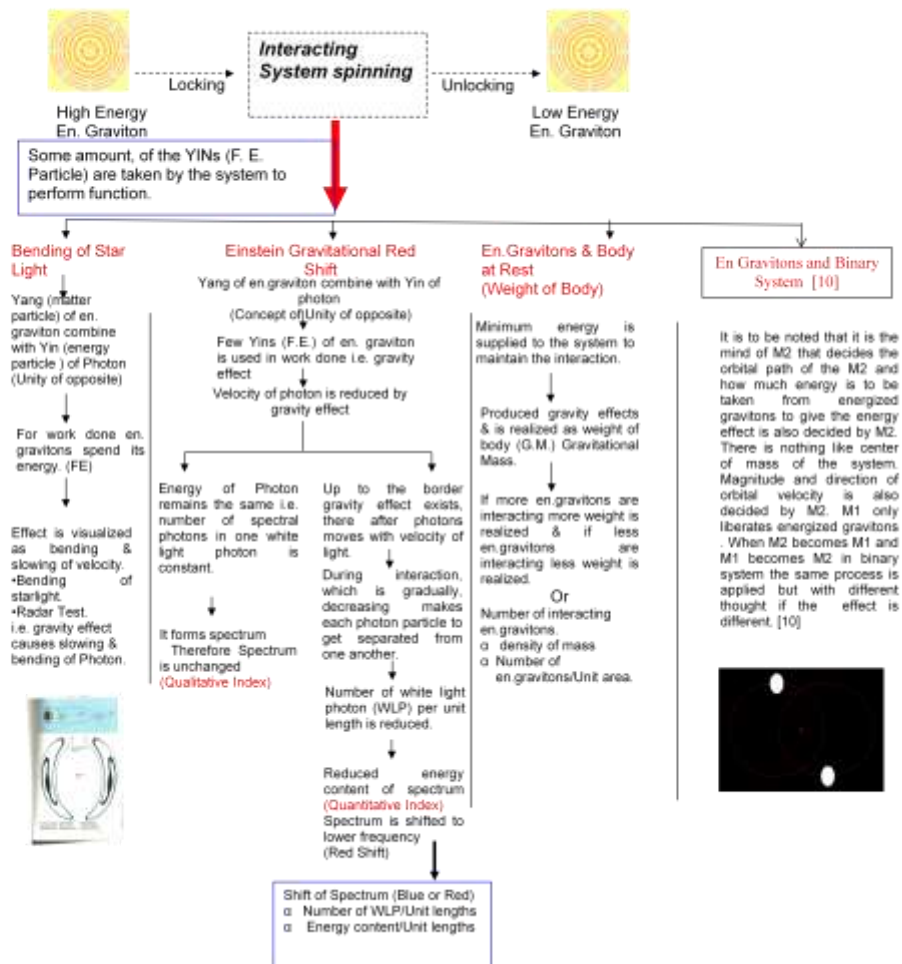 Interacting
System spinning
Locking
Unlocking
High Energy
En. Graviton
Low Energy
En. Graviton
Some amount, of the YINs (F. E.
Particle) are taken by the system to
perform function.
Bending of Star
Light
Yang (matter
particle) of en.
graviton combine
with Yin (energy
particle ) of Photon
(Unity of opposite)
For work done en.
gravitons spend its
energy. (FE)
Effect is visualized
as bending &
slowing of velocity.
•Bending of
starlight.
•Radar Test.
i.e. gravity effect
causes slowing &
bending of Photon.
Einstein Gravitational Red
Shift
Yang of en.graviton combine with Yin of
photon
(Concept of Unity of opposite)
Few Yins (F.E.) of en. graviton
is used in work done i.e. gravity
effect
Velocity of photon is reduced by
gravity effect
Energy of Photon
remains the same i.e.
number of spectral
photons in one white
light photon is
constant.
It forms spectrum
Therefore Spectrum
is unchanged
(Qualitative Index)
Up to the border
gravity effect exists,
there after photons
moves with velocity of
light.
During interaction,
which is gradually,
decreasing makes
each photon particle to
get separated from
one another.
Number of white light
photon (WLP) per unit
length is reduced.
Reduced energy
content of spectrum
(Quantitative Index)
Spectrum is shifted to
lower frequency
(Red Shift)
Shift of Spectrum (Blue or Red)
α Number of WLP/Unit lengths
α Energy content/Unit lengths
En.Gravitons & Body
at Rest
(Weight of Body)
Minimum energy is
supplied to the system to
maintain the interaction.
Produced gravity effects
& is realized as weight of
body (G.M.) Gravitational
Mass.
If more en.gravitons are
interacting more weight is
realized & if less
en.gravitons are
interacting less weight is
realized.
Or
Number of interacting
en.gravitons.
α density of mass
α Number of
en.gravitons/Unit area.
En Gravitons and Binary
System [10]
It is to be noted that it is the
mind of M2 that decides the
orbital path of the M2 and
how much energy is to be
taken from energized
gravitons to give the energy
effect is also decided by M2.
There is nothing like center
of mass of the system.
Magnitude and direction of
orbital velocity is also
decided by M2. M1 only
liberates energized gravitons
. When M2 becomes M1 and
M1 becomes M2 in binary
system the same process is
applied but with different
thought if the effect is
different. [10]